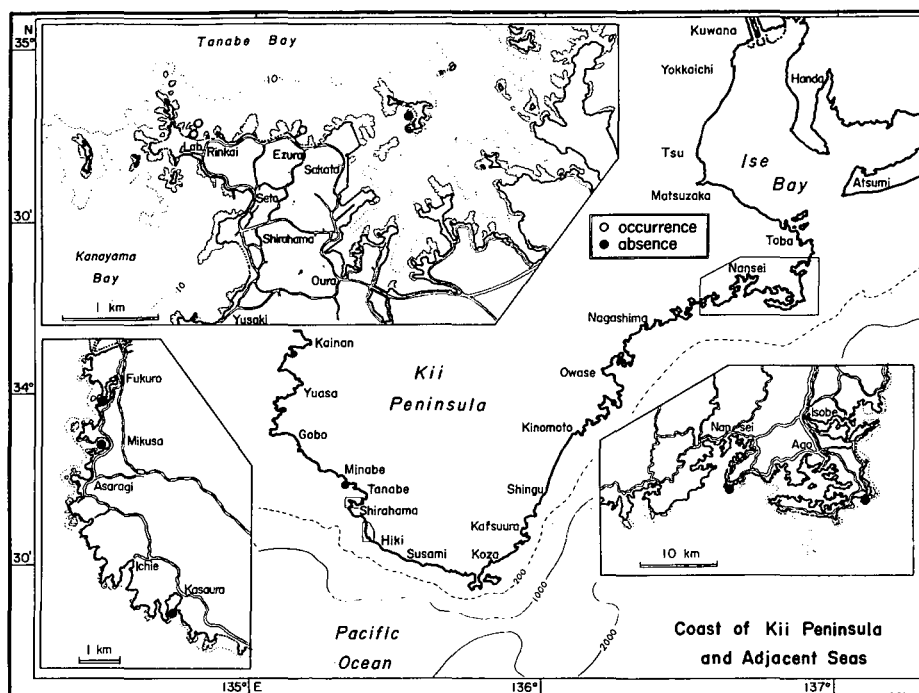 N
35°
30'
34°
30'
135° E
136°
137°
Tanabe Bay
10
Lab.
Rinkai
Ezura
Sakata
Seto
Shirahama
Kanayama
Bay
10
Oura
1 km
Yusaki
Kuwana
Yokkaichi
Handa
Tsu
Ise
Bay
Matsuzaka
Atsumi
Toba
○ occurrence
● absence
Nansei
Nagashima
Owase
Kinomoto
Shingu
Katsuura
Koza
Susami
Hiki
Shirahama
Tanabe
Minabe
Gobo
Yuasa
Kainan
Kii
Peninsula
200
1000
2000
Pacific
Ocean
Fukuro
Mikusa
Asaragi
Ichie
Kasaura
1 km
Nansei
Isobe
Ago
10 km
Coast of Kii Peninsula
and Adjacent Seas